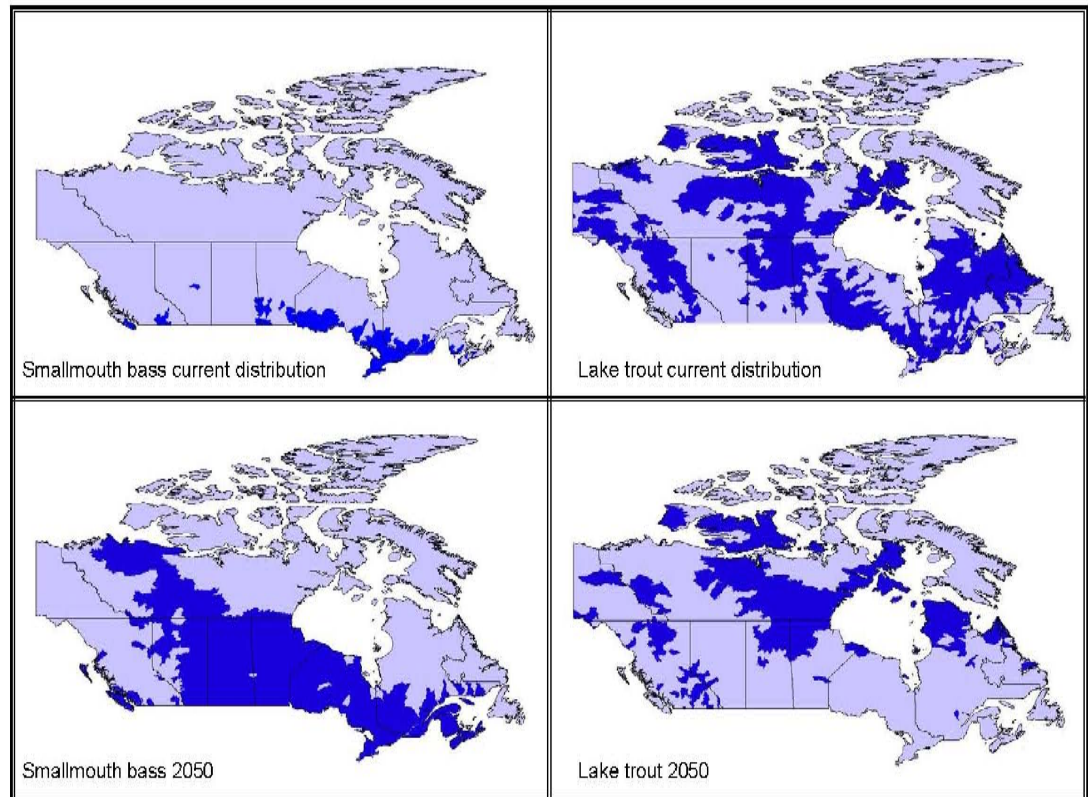 Smallmouth bass current distribution
Lake trout current distribution
Smallmouth bass 2050
Lake trout 2050